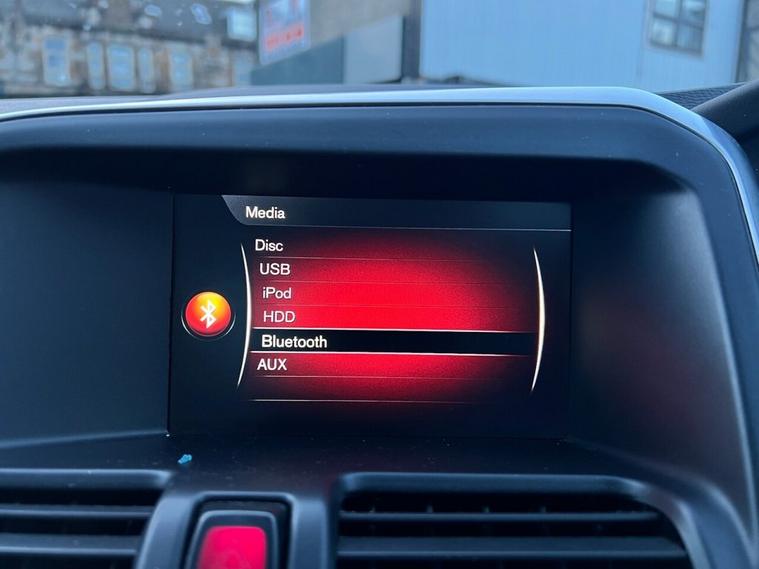 Media
Disc
USB
iPod
HDD
Bluetooth
AUX